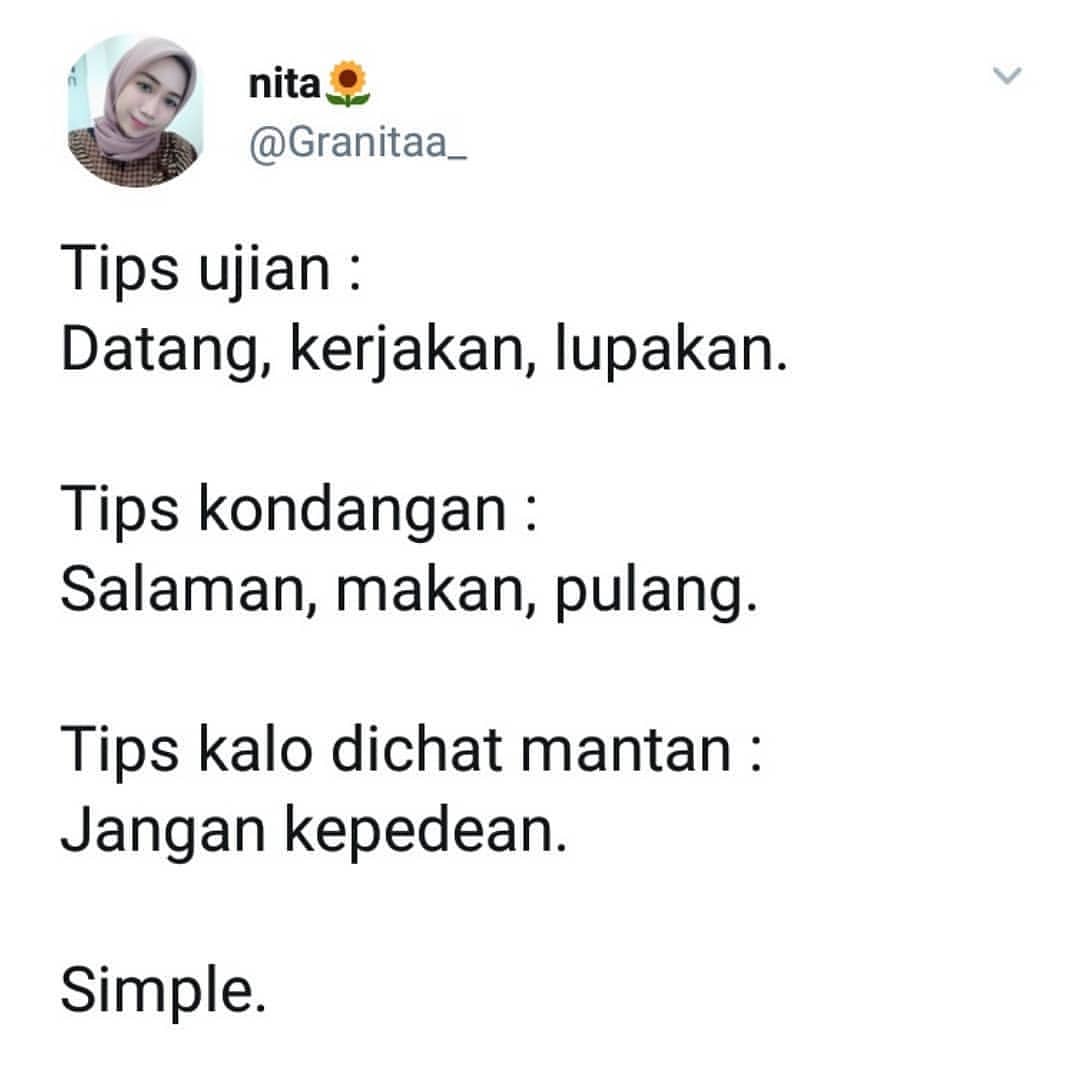 nita🌻
@Granitaa_
Tips ujian :
Datang, kerjakan, lupakan.
Tips kondangan :
Salaman, makan, pulang.
Tips kalo dichat mantan :
Jangan kepedean.
Simple.